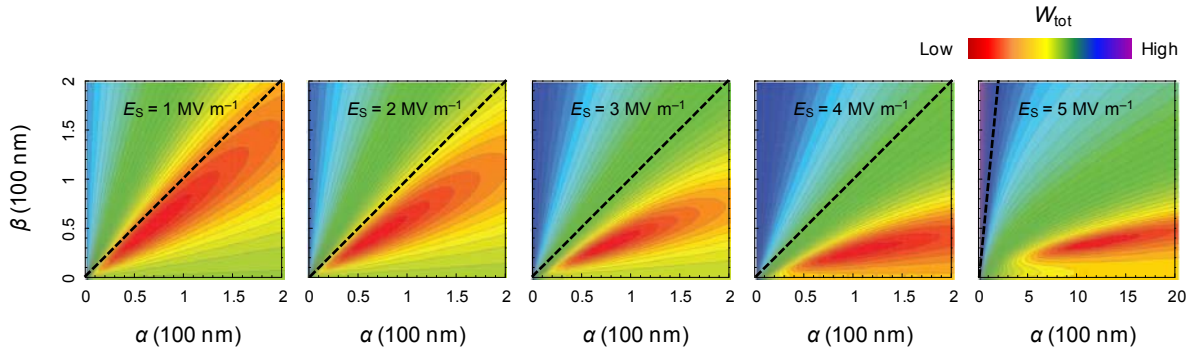 W_tot
Low High
E_S = 1 MV m⁻¹ E_S = 2 MV m⁻¹ E_S = 3 MV m⁻¹ E_S = 4 MV m⁻¹ E_S = 5 MV m⁻¹
β (100 nm)
2
1.5
1
0.5
0
0 0.5 1 1.5 2 0 0.5 1 1.5 2 0 0.5 1 1.5 2 0 0.5 1 1.5 2 0 5 10 15 20
α (100 nm) α (100 nm) α (100 nm) α (100 nm) α (100 nm)